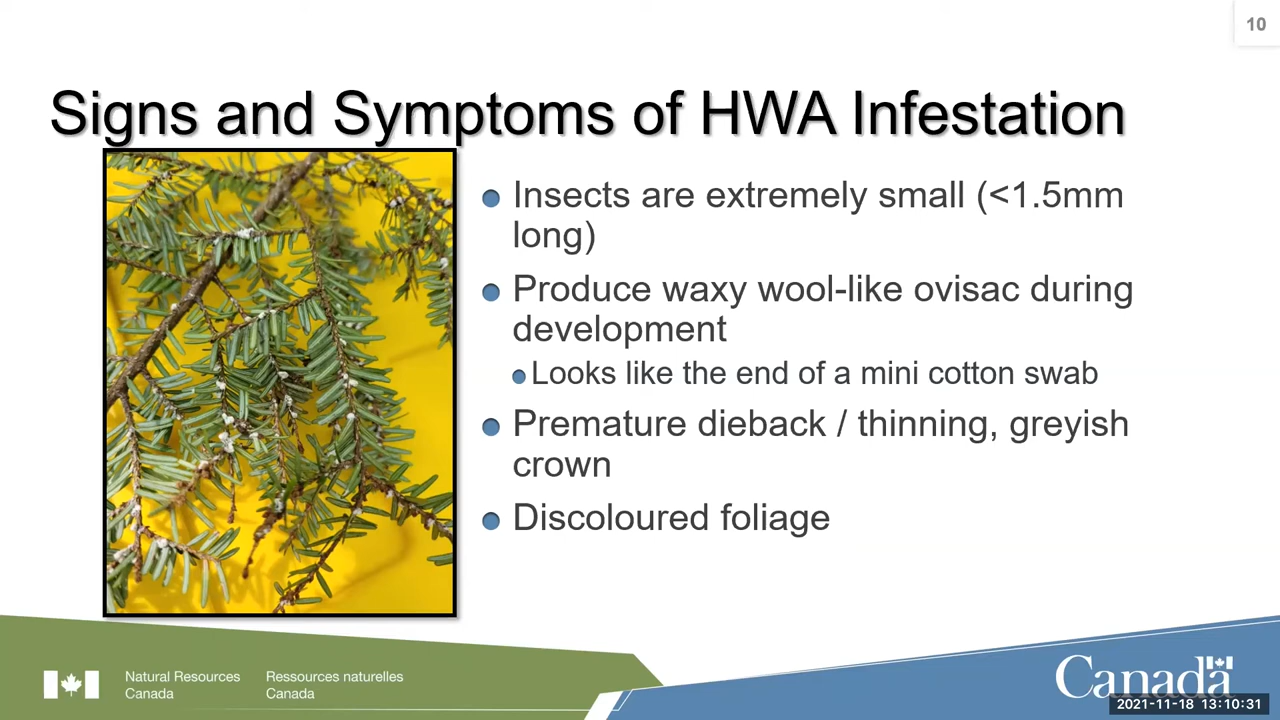 10
Signs and Symptoms of HWA Infestation
Insects are extremely small (<1.5mm
long)
Produce waxy wool-like ovisac during
development
Looks like the end of a mini cotton swab
Premature dieback / thinning, greyish
crown
Discoloured foliage
Natural Resources
Canada
Ressources naturelles
Canada
Canada
2021-11-18 13:10:31